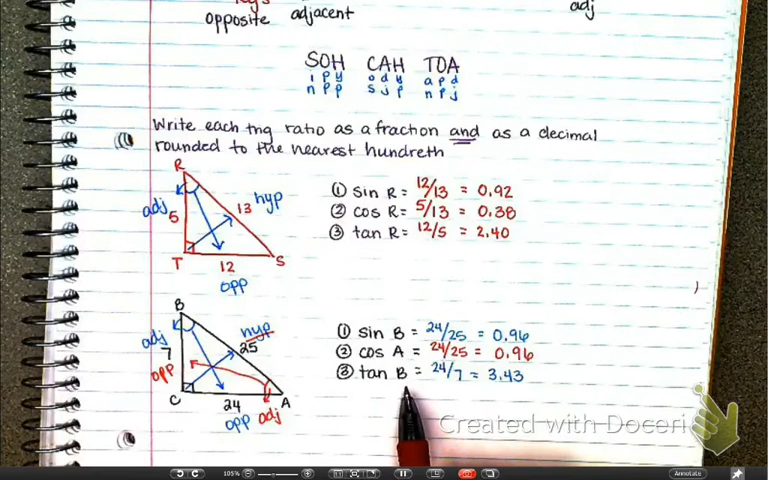 opposite adjacent
adj
SOH CAH TOA
i p y o d y a p d
n p p s j p n p j
Write each trig ratio as a fraction and as a decimal
rounded to the nearest hundreth
R
adj
5
13 hyp
T
12
S
opp
① sin R = 12/13 = 0.92
② cos R = 5/13 = 0.38
③ tan R = 12/5 = 2.40
B
adj
7
opp
hyp
25
C
24
A
opp
adj
① sin B = 24/25 = 0.96
② cos A = 24/25 = 0.96
③ tan B = 24/7 = 3.43
Created with Doceri
105%
Annotate